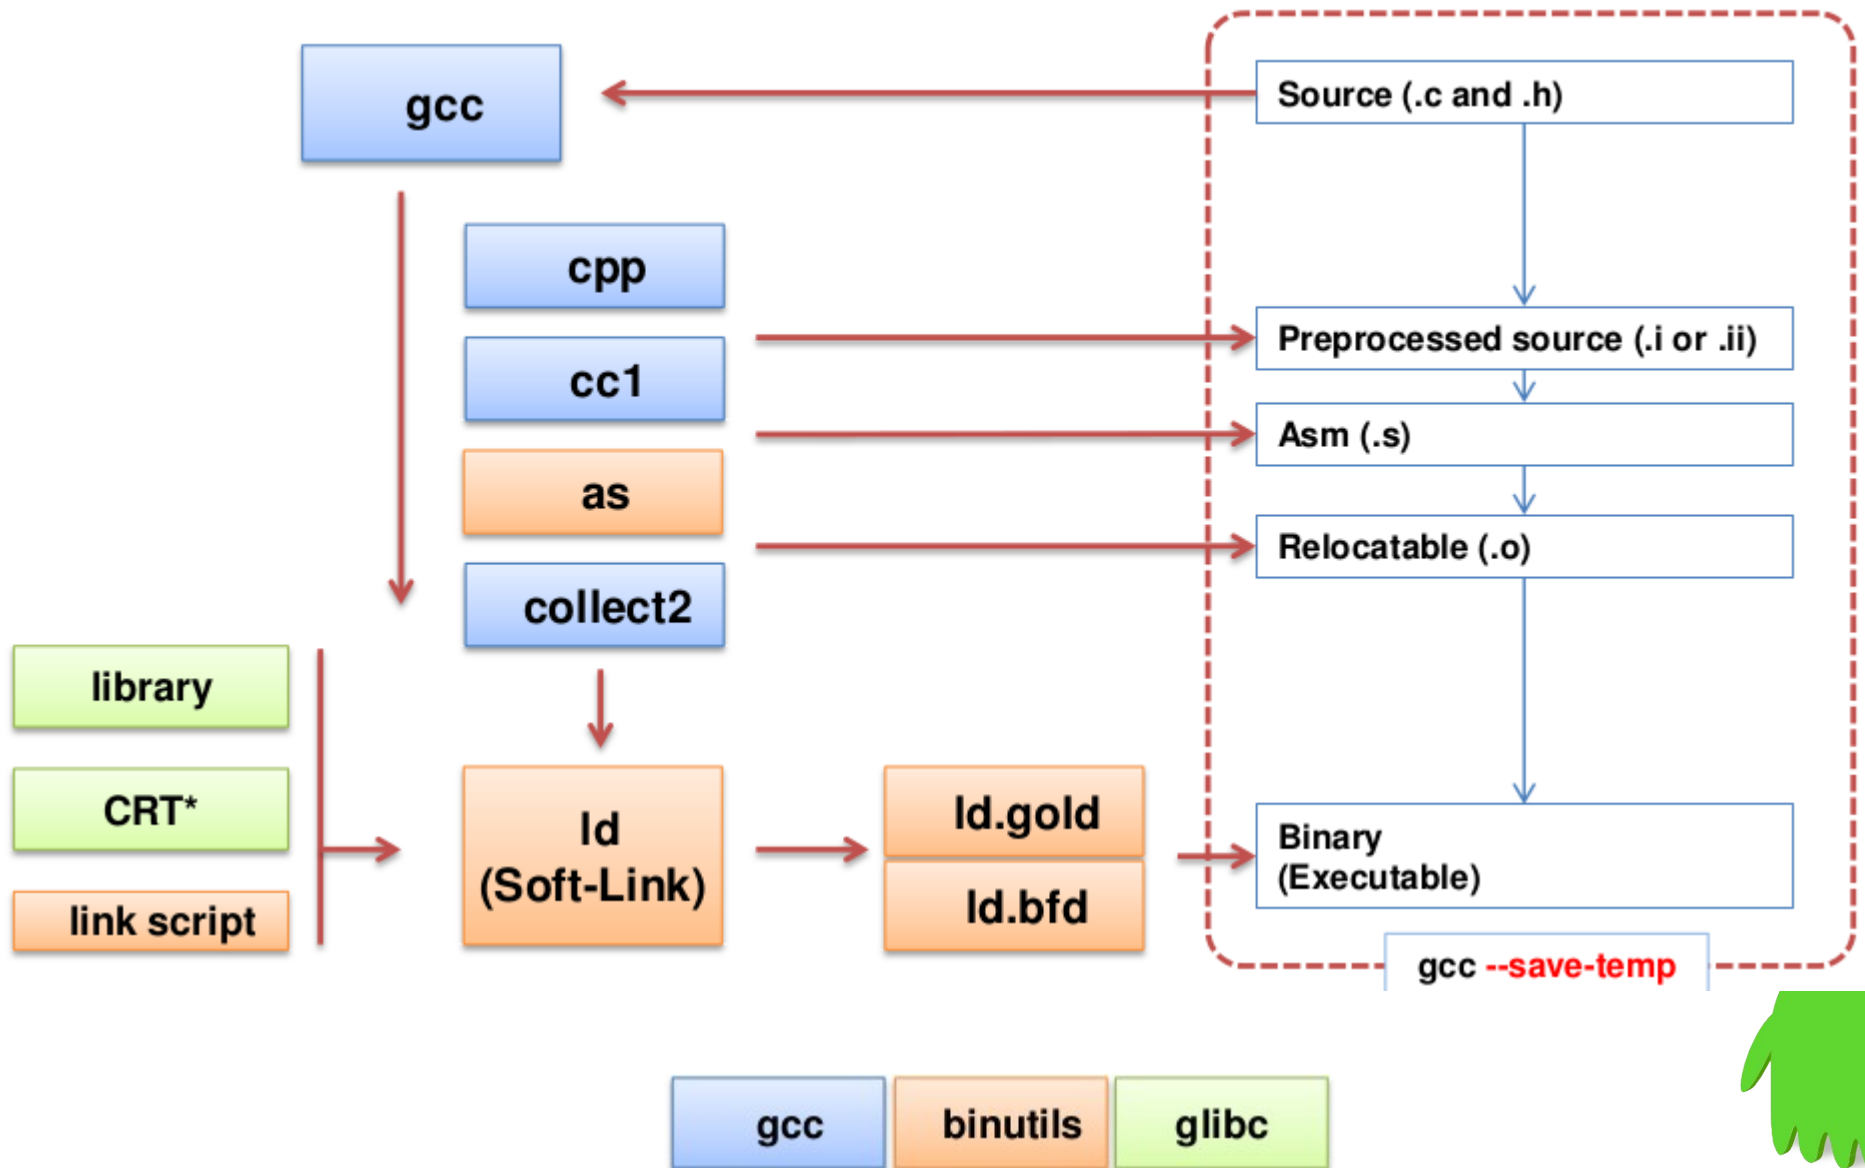 gcc
Source (.c and .h)
cpp
Preprocessed source (.i or .ii)
cc1
Asm (.s)
as
Relocatable (.o)
collect2
library
CRT*
link script
ld
(Soft-Link)
ld.gold
ld.bfd
Binary
(Executable)
gcc --save-temp
gcc
binutils
glibc